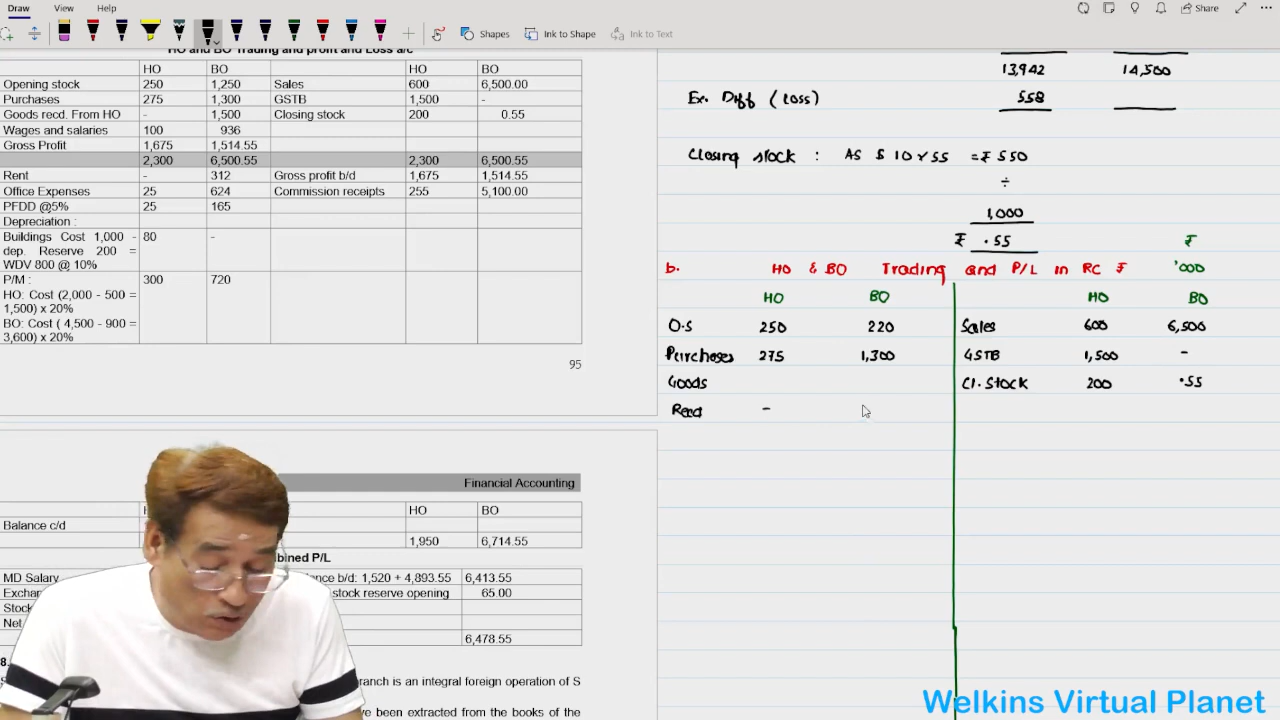 Draw View Help Share
Shapes Ink to Shape Ink to Text
HO and BO Trading and profit and Loss a/c
HO BO HO BO
Opening stock 250 1,250 Sales 600 6,500.00
Purchases 275 1,300 GSTB 1,500 -
Goods recd. From HO - 1,500 Closing stock 200 0.55
Wages and salaries 100 936
Gross Profit 1,675 1,514.55
2,300 6,500.55 2,300 6,500.55
Rent - 312 Gross profit b/d 1,675 1,514.55
Office Expenses 25 624 Commission receipts 255 5,100.00
PFDD @5% 25 165
Depreciation :
Buildings Cost 1,000 - 80 -
dep. Reserve 200 =
WDV 800 @ 10%
P/M : 300 720
HO: Cost (2,000 - 500 =
1,500) x 20%
BO: Cost ( 4,500 - 900 =
3,600) x 20%
95
Financial Accounting
HO BO
Balance c/d
1,950 6,714.55
bined P/L
MD Salary ance b/d: 1,520 + 4,893.55 6,413.55
Exchan stock reserve opening 65.00
Stock
Net
6,478.55
8.
S ranch is an integral foreign operation of S
ve been extracted from the books of the
13,942 14,500
Ex. Diff (Loss) 558
Closing stock : AS $ 10 x 55 = ₹ 550
÷
1,000
₹ .55
₹
b. HO & BO Trading and P/L in RC ₹ '000
HO BO HO BO
O.S 250 220 Sales 600 6,500
Purchases 275 1,300 GSTB 1,500 -
Goods Cl. Stock 200 .55
Recd -
Welkins Virtual Planet